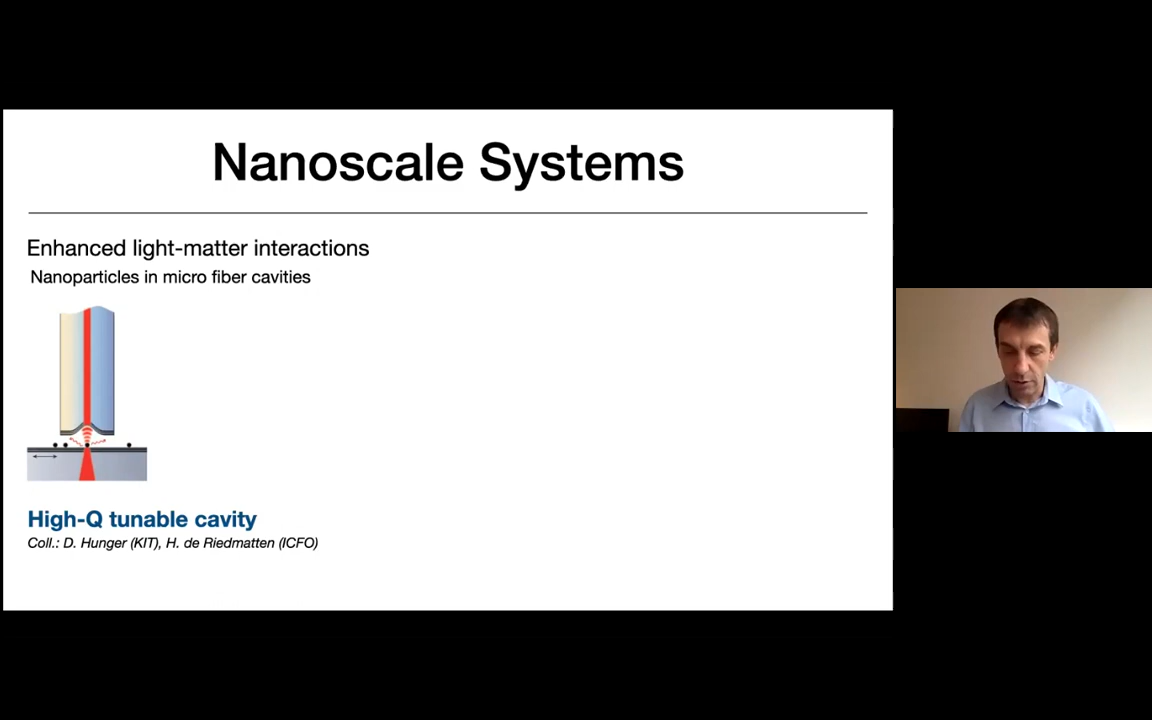 Nanoscale Systems
Enhanced light-matter interactions
Nanoparticles in micro fiber cavities
High-Q tunable cavity
Coll.: D. Hunger (KIT), H. de Riedmatten (ICFO)